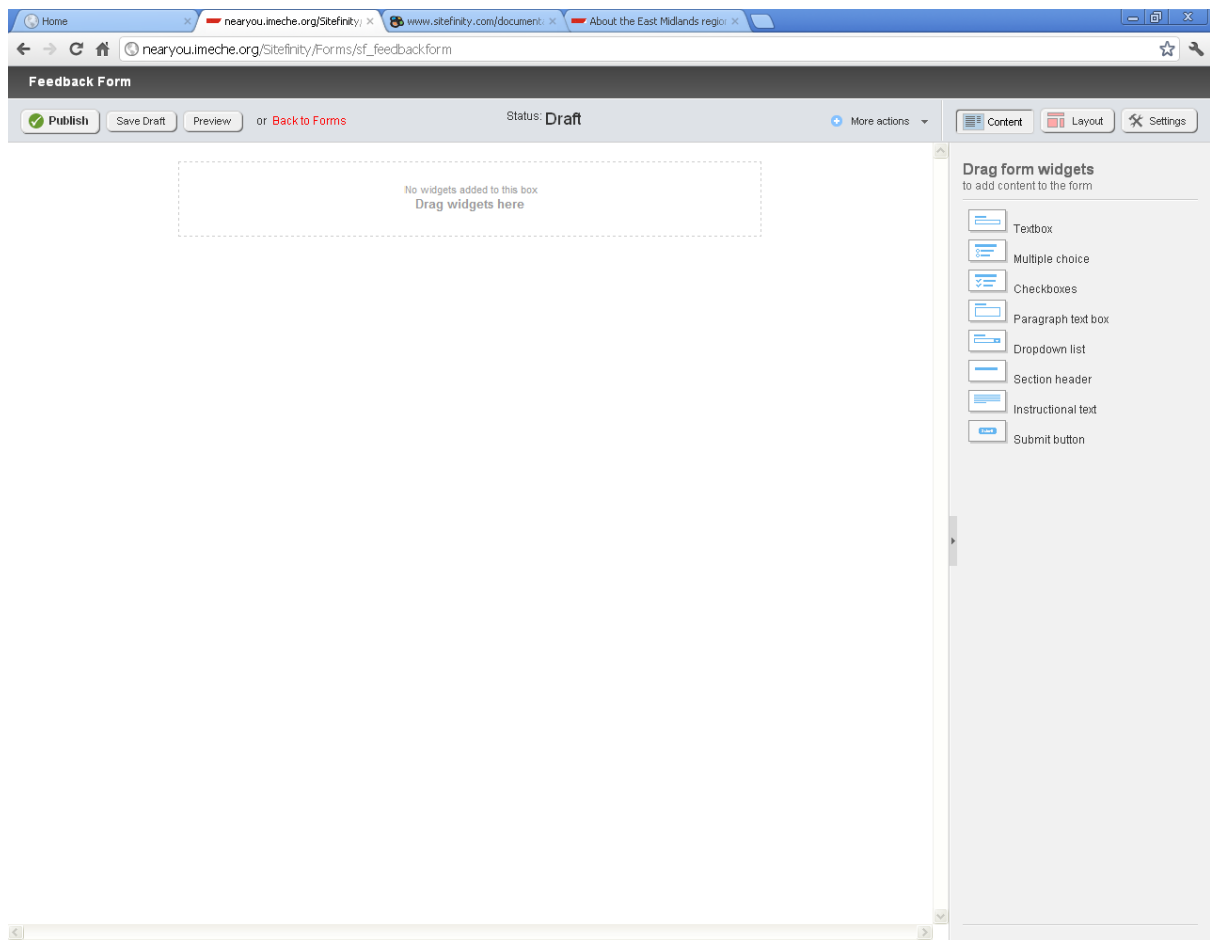 Home
nearyou.imeche.org/Sitefinity/
www.sitefinity.com/documenta
About the East Midlands region
nearyou.imeche.org/Sitefinity/Forms/sf_feedbackform
Feedback Form
Publish
Save Draft
Preview
or Back to Forms
Status: Draft
More actions
Content
Layout
Settings
No widgets added to this box
Drag widgets here
Drag form widgets
to add content to the form
Textbox
Multiple choice
Checkboxes
Paragraph text box
Dropdown list
Section header
Instructional text
Submit button